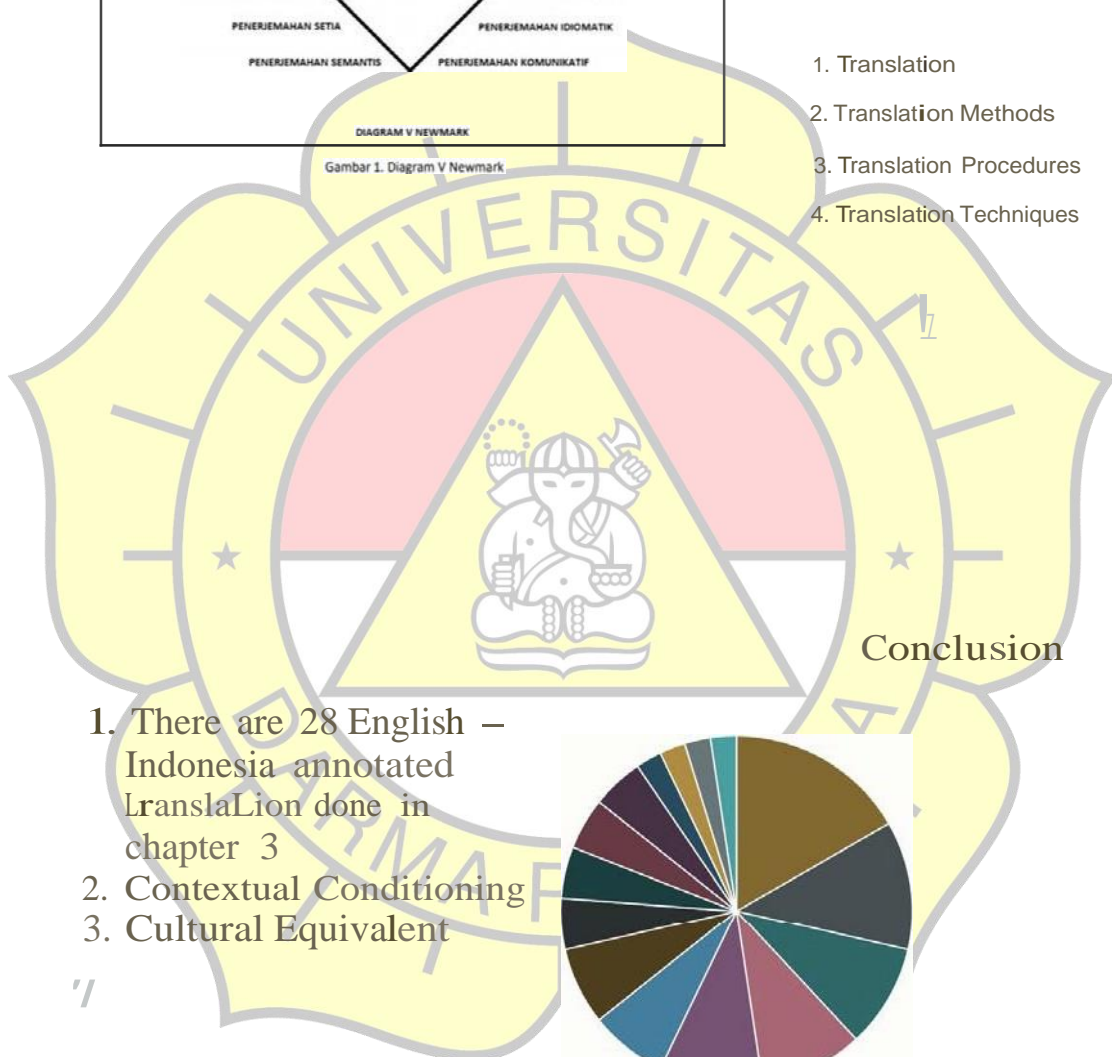 PENERJEMAHAN SETIA
PENERJEMAHAN IDIOMATIK
PENERJEMAHAN SEMANTIS
PENERJEMAHAN KOMUNIKATIF
DIAGRAM V NEWMARK
Gambar 1. Diagram V Newmark
1. Translation
2. Translation Methods
3. Translation Procedures
4. Translation Techniques
UNIVERSITAS
DARMA
Conclusion
1. There are 28 English –
Indonesia annotated
LranslaLion done in
chapter 3
2. Contextual Conditioning
3. Cultural Equivalent